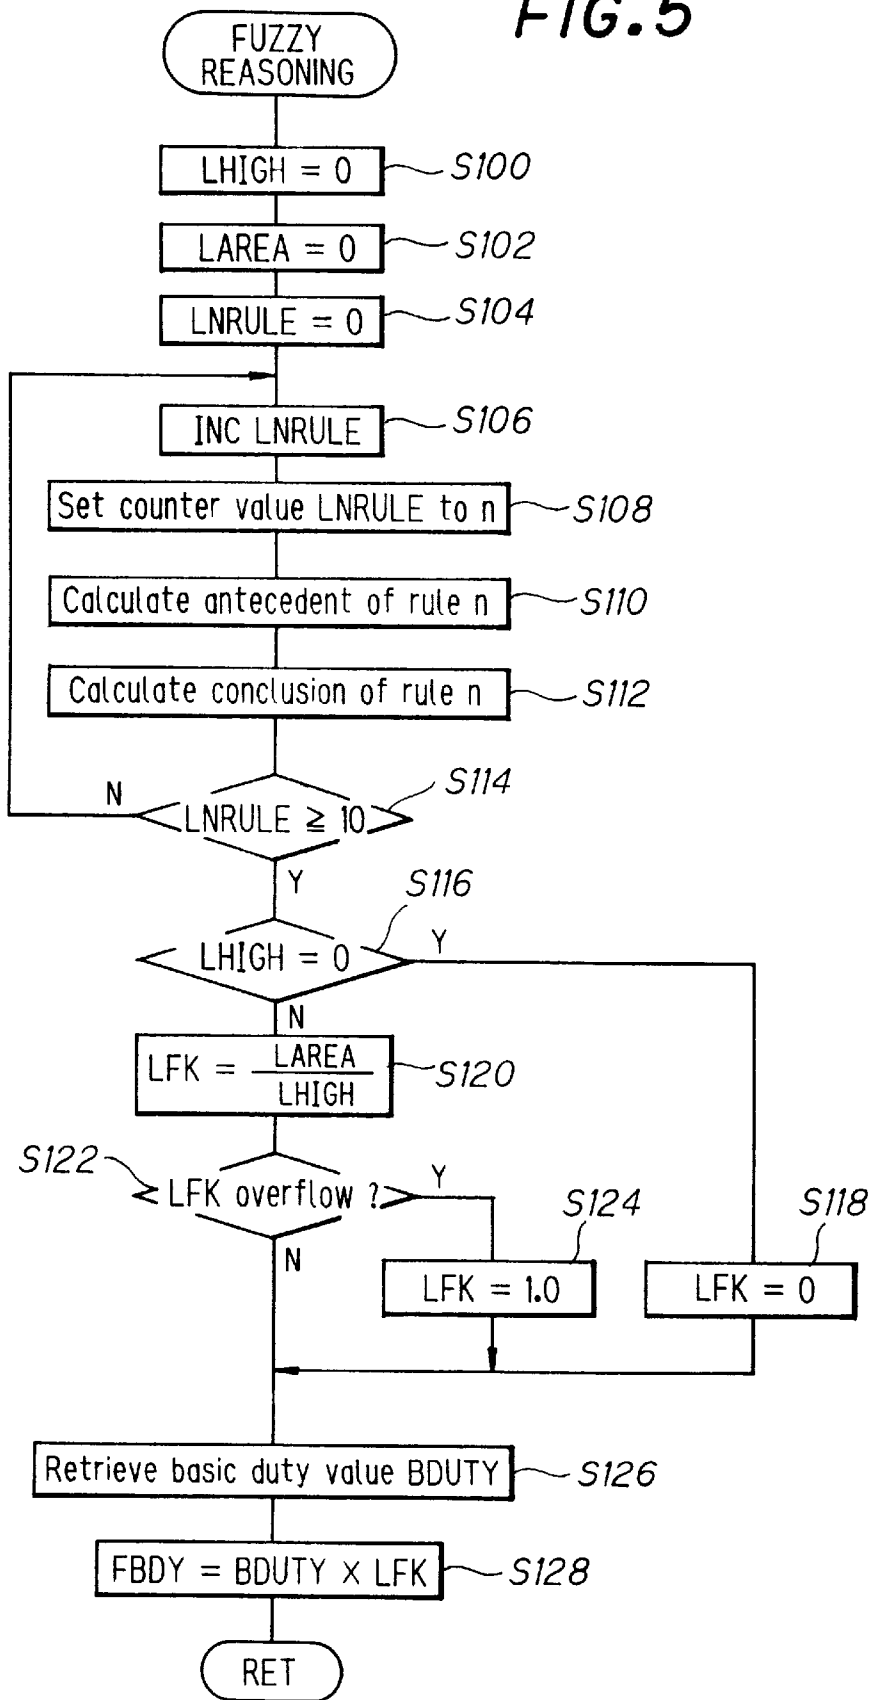 FIG.5
FUZZY
REASONING
LHIGH = 0
S100
LAREA = 0
S102
LNRULE = 0
S104
INC LNRULE
S106
Set counter value LNRULE to n
S108
Calculate antecedent of rule n
S110
Calculate conclusion of rule n
S112
LNRULE ≧ 10
S114
N
Y
LHIGH = 0
S116
Y
N
LFK = LAREA
LHIGH
S120
S122
LFK overflow ?
Y
N
S124
LFK = 1.0
S118
LFK = 0
Retrieve basic duty value BDUTY
S126
FBDY = BDUTY × LFK
S128
RET